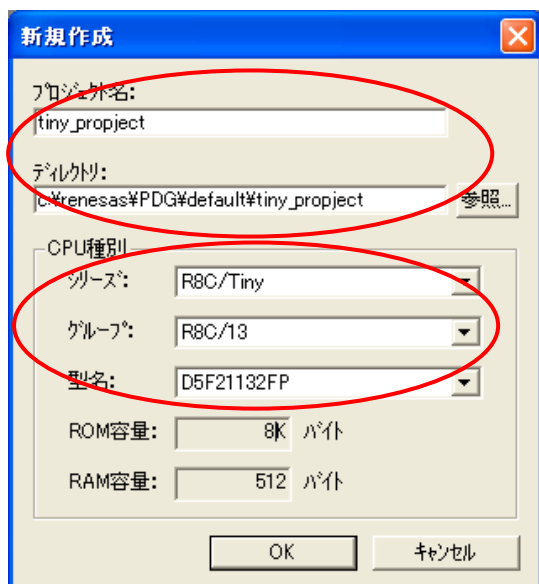 新規作成
ﾌﾟﾛｼﾞｪｸﾄ名:
tiny_propject
ﾃﾞｨﾚｸﾄﾘ:
c:¥renesas¥PDG¥default¥tiny_propject 参照...
CPU種別
ｼﾘｰｽﾞ: R8C/Tiny
ｸﾞﾙｰﾌﾟ: R8C/13
型名: D5F21132FP
ROM容量: 8K ﾊﾞｲﾄ
RAM容量: 512 ﾊﾞｲﾄ
OK ｷｬﾝｾﾙ